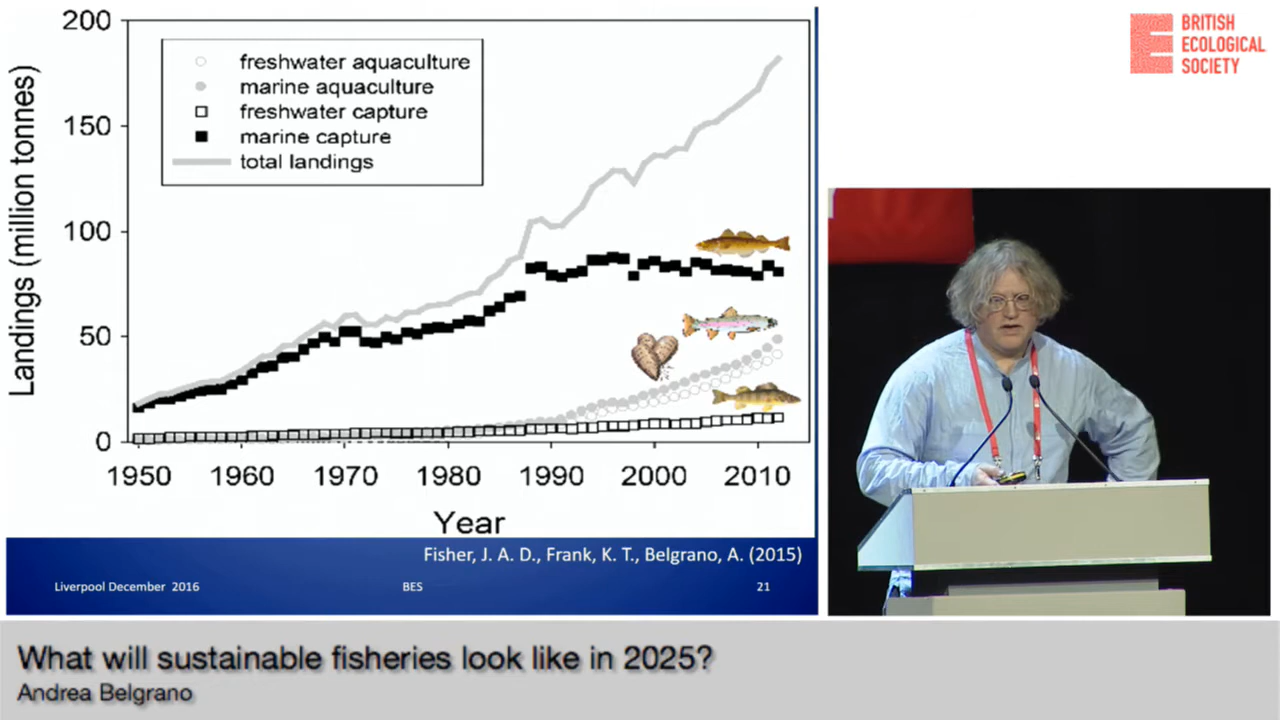 200
150
100
50
0
Landings (million tonnes)
freshwater aquaculture
marine aquaculture
freshwater capture
marine capture
total landings
1950 1960 1970 1980 1990 2000 2010
Year
Fisher, J. A. D., Frank, K. T., Belgrano, A. (2015)
Liverpool December 2016 BES 21
BRITISH
ECOLOGICAL
SOCIETY
What will sustainable fisheries look like in 2025?
Andrea Belgrano